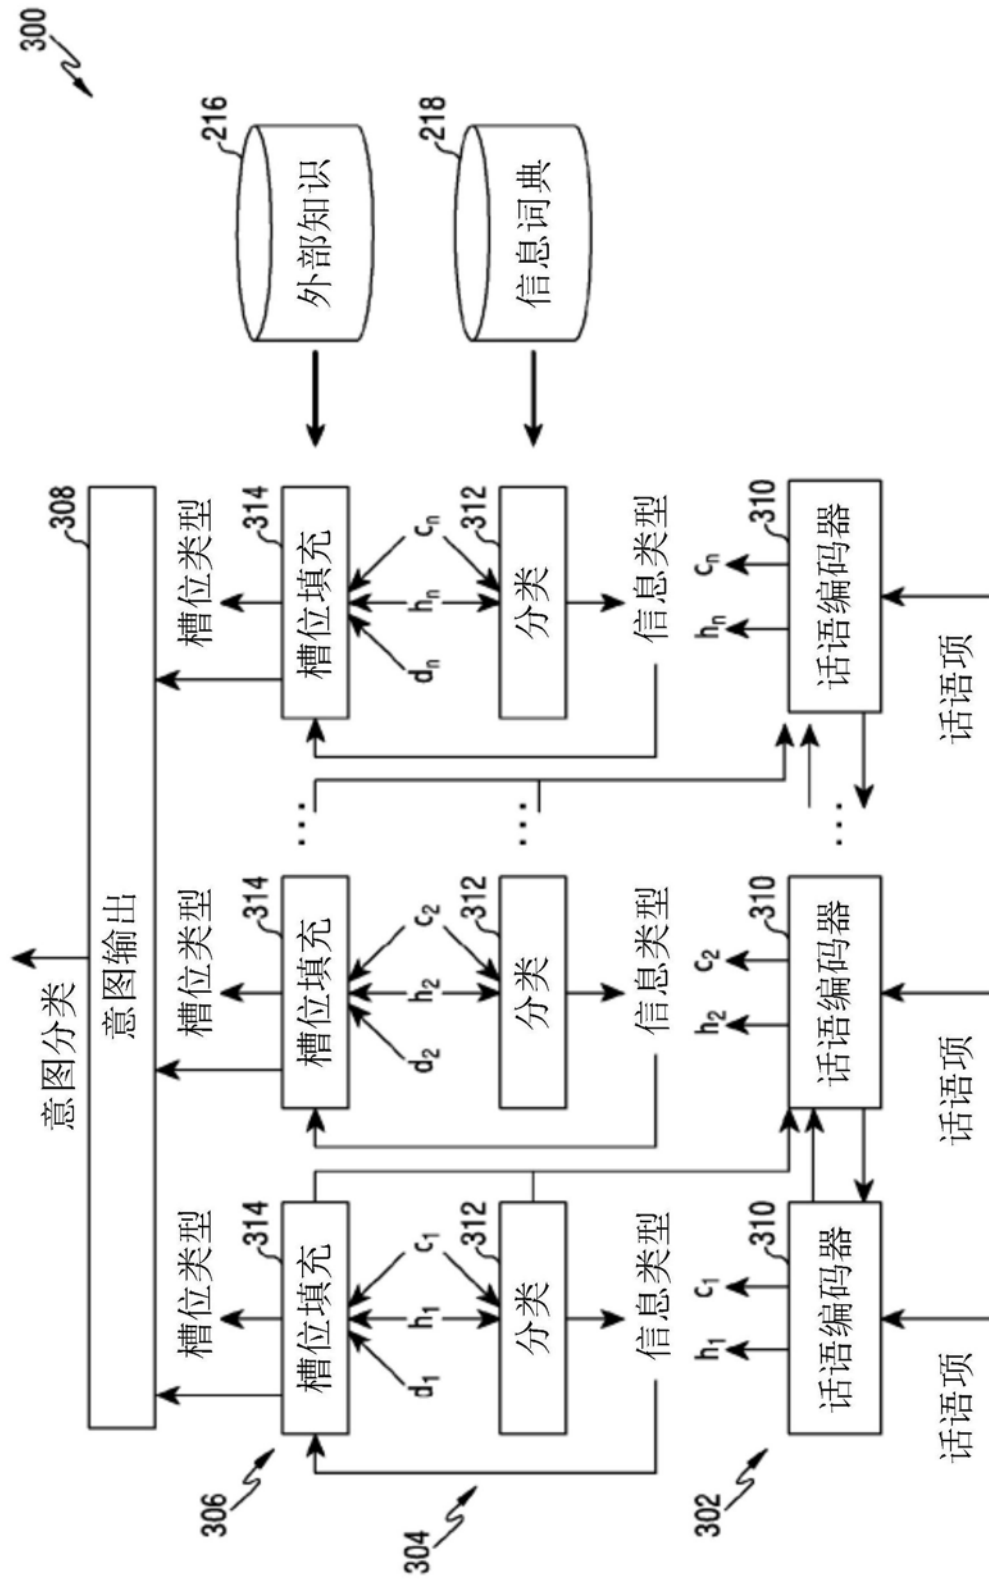 300
意图分类
意图输出 308
槽位类型 槽位类型 槽位类型
306 槽位填充 314 槽位填充 314 槽位填充 314 外部知识 216
d₁ h₁ c₁ d₂ h₂ c₂ dₙ hₙ cₙ
... 
304 分类 312 分类 312 分类 312 信息词典 218
...
信息类型 信息类型 信息类型
h₁ c₁ h₂ c₂ hₙ cₙ
302 话语编码器 310 话语编码器 310 话语编码器 310
...
话语项 话语项 话语项